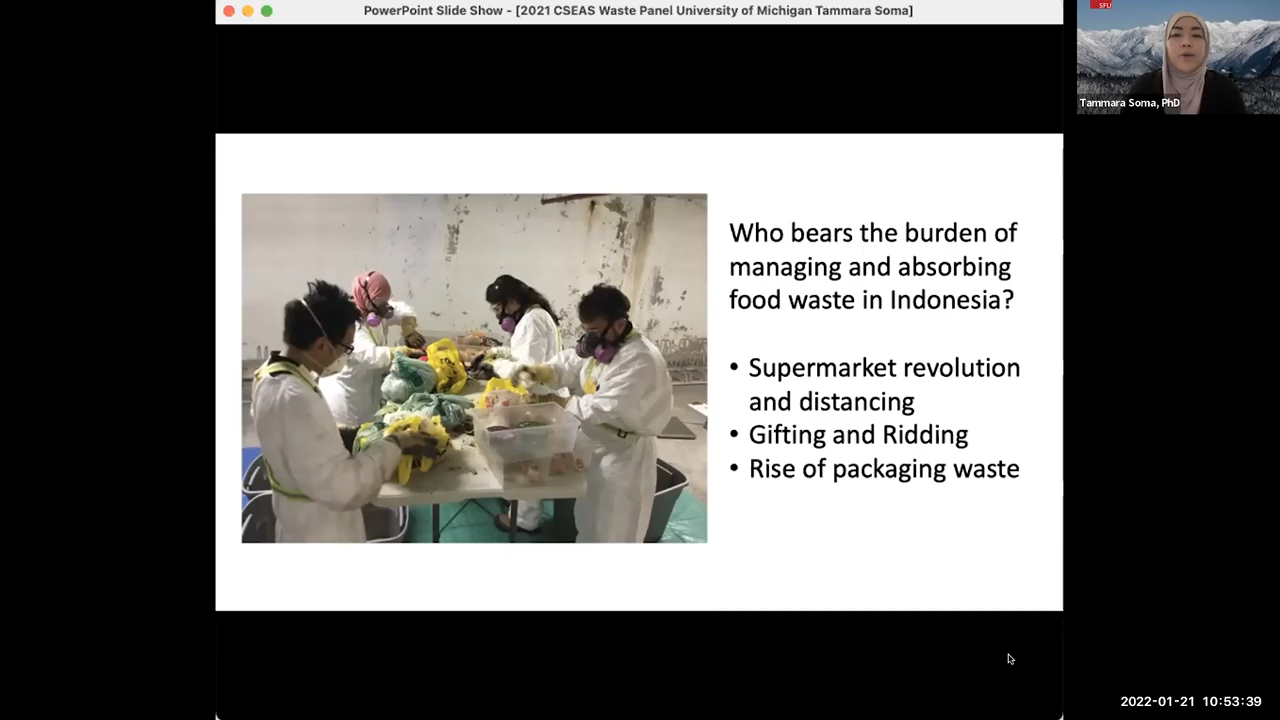 PowerPoint Slide Show - [2021 CSEAS Waste Panel University of Michigan Tammara Soma]
SFU
Tammara Soma, PhD
Who bears the burden of
managing and absorbing
food waste in Indonesia?
• Supermarket revolution
and distancing
• Gifting and Ridding
• Rise of packaging waste
2022-01-21 10:53:39